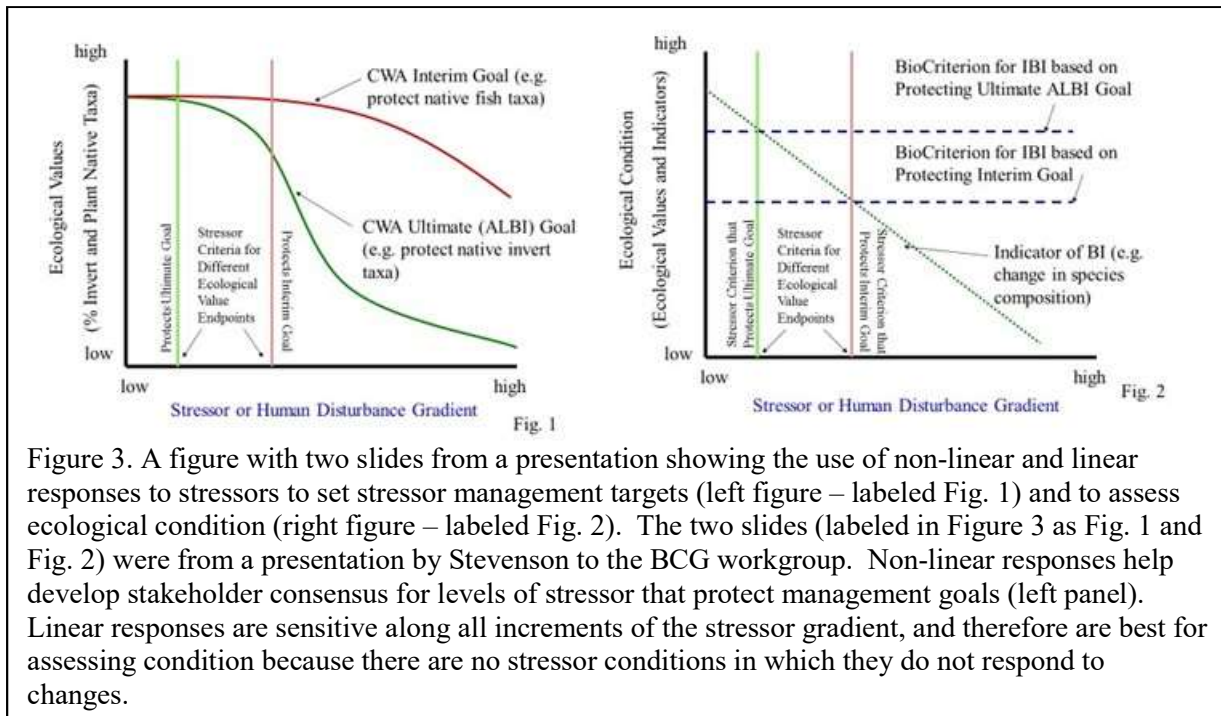 high
CWA Interim Goal (e.g.
protect native fish taxa)
Ecological Values
(% Invert and Plant Native Taxa)
Protects Ultimate Goal
Stressor
Criteria for
Different
Ecological
Value
Endpoints
Protects Interim Goal
CWA Ultimate (ALBI) Goal
(e.g. protect native invert
taxa)
low
low
high
Stressor or Human Disturbance Gradient
Fig. 1
high
BioCriterion for IBI based on
Protecting Ultimate ALBI Goal
BioCriterion for IBI based on
Protecting Interim Goal
Ecological Condition
(Ecological Values and Indicators)
Stressor Criterion that
Protects Ultimate Goal
Stressor
Criteria for
Different
Ecological
Value
Endpoints
Stressor Criterion that
Protects Interim Goal
Indicator of BI (e.g.
change in species
composition)
low
low
high
Stressor or Human Disturbance Gradient
Fig. 2
Figure 3. A figure with two slides from a presentation showing the use of non-linear and linear
responses to stressors to set stressor management targets (left figure – labeled Fig. 1) and to assess
ecological condition (right figure – labeled Fig. 2).  The two slides (labeled in Figure 3 as Fig. 1 and
Fig. 2) were from a presentation by Stevenson to the BCG workgroup.  Non-linear responses help
develop stakeholder consensus for levels of stressor that protect management goals (left panel).
Linear responses are sensitive along all increments of the stressor gradient, and therefore are best for
assessing condition because there are no stressor conditions in which they do not respond to
changes.